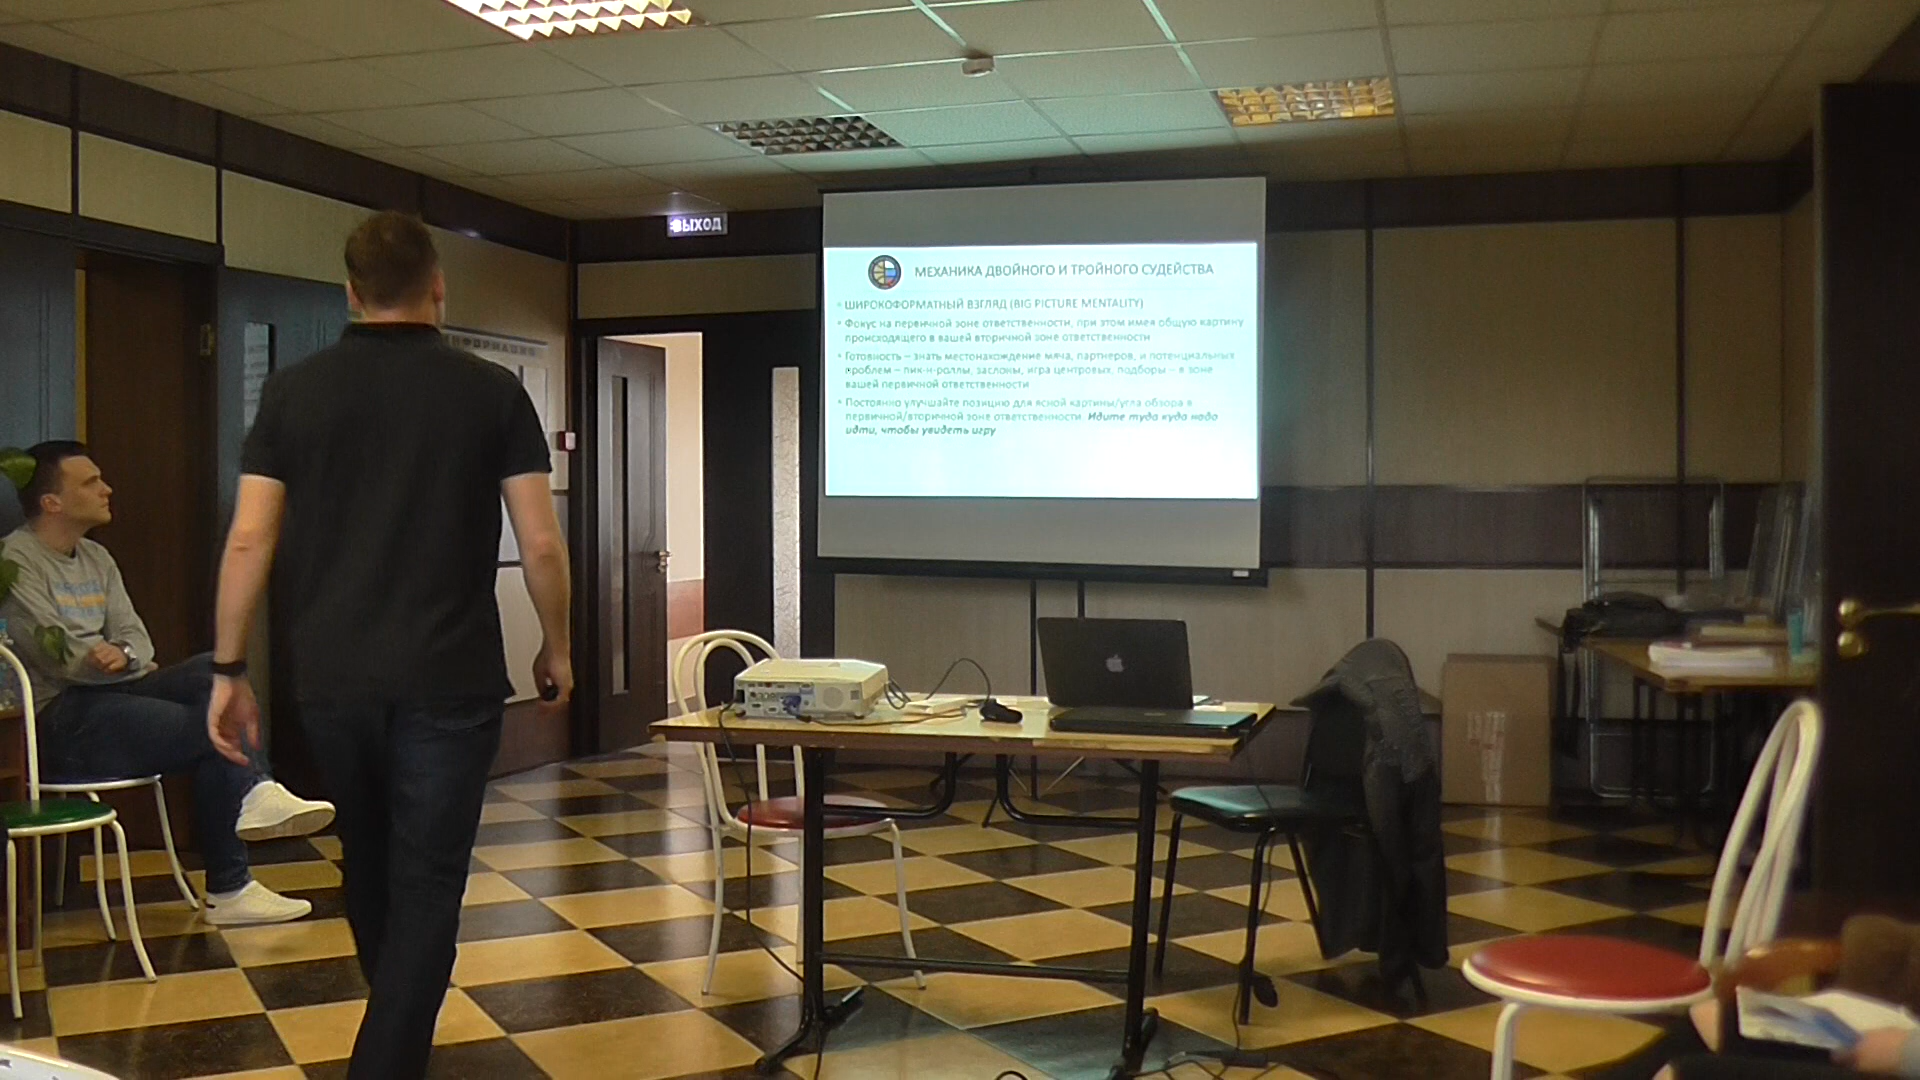 ВЫХОД
МЕХАНИКА ДВОЙНОГО И ТРОЙНОГО СУДЕЙСТВА
ШИРОКОФОРМАТНЫЙ ВЗГЛЯД (BIG PICTURE MENTALITY)
Фокус на первичной зоне ответственности, при этом имея общую картину
происходящего в вашей вторичной зоне ответственности
Готовность – знать местонахождение мяча, партнеров, и потенциальных
проблем – пик-н-роллы, заслоны, игра центровых, подборы – в зоне
вашей первичной ответственности
Постоянно улучшайте позицию для ясной картины/угла обзора в
первичной/вторичной зоне ответственности. Идите туда куда надо
идти, чтобы увидеть игру
ИНФОРМАЦИЯ